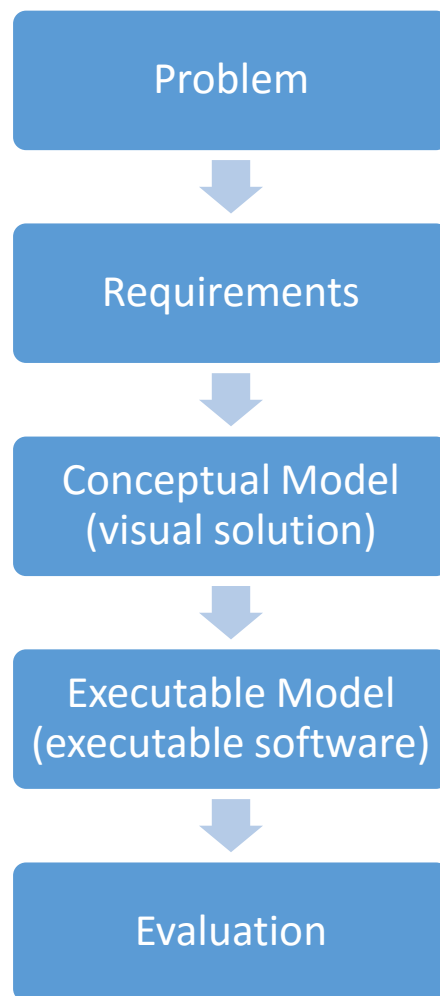 Problem
Requirements
Conceptual Model
(visual solution)
Executable Model
(executable software)
Evaluation